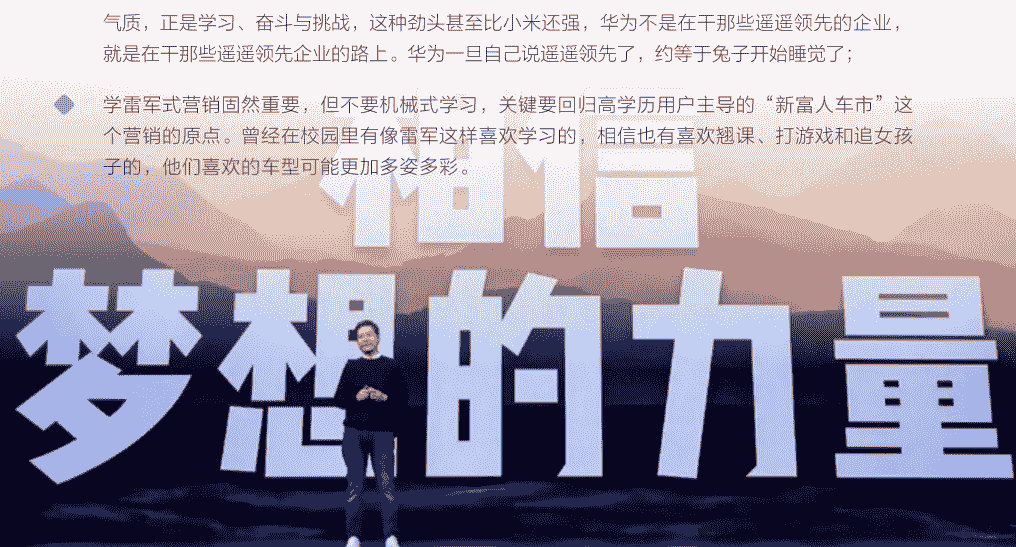 气质，正是学习、奋斗与挑战，这种劲头甚至比小米还强，华为不是在干那些遥遥领先的企业，
就是在干那些遥遥领先企业的路上。华为一旦自己说遥遥领先了，约等于兔子开始睡觉了；
学雷军式营销固然重要，但不要机械式学习，关键要回归高学历用户主导的“新富人车市”这
个营销的原点。曾经在校园里有像雷军这样喜欢学习的，相信也有喜欢翘课、打游戏和追女孩
子的，他们喜欢的车型可能更加多姿多彩。
相信
梦想的力量